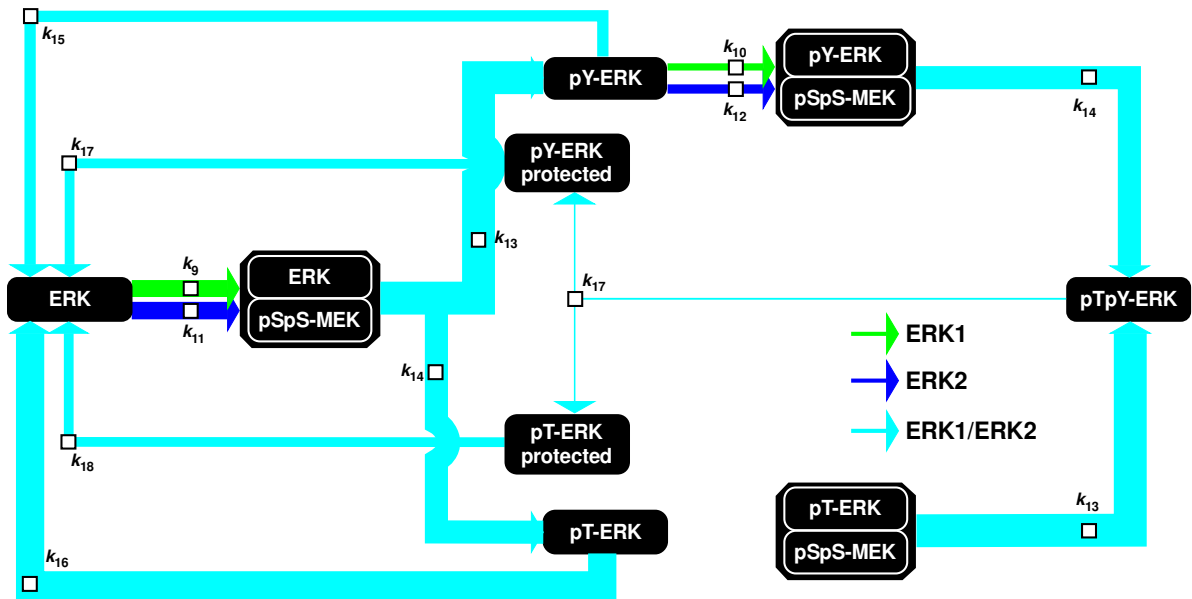 k15
k10
pY-ERK
pY-ERK
pSpS-MEK
k12
k14
k17
pY-ERK
protected
k13
k9
ERK
ERK
pSpS-MEK
k11
k17
pTpY-ERK
ERK1
k14
ERK2
pT-ERK
protected
ERK1/ERK2
k18
pT-ERK
pSpS-MEK
k13
pT-ERK
k16